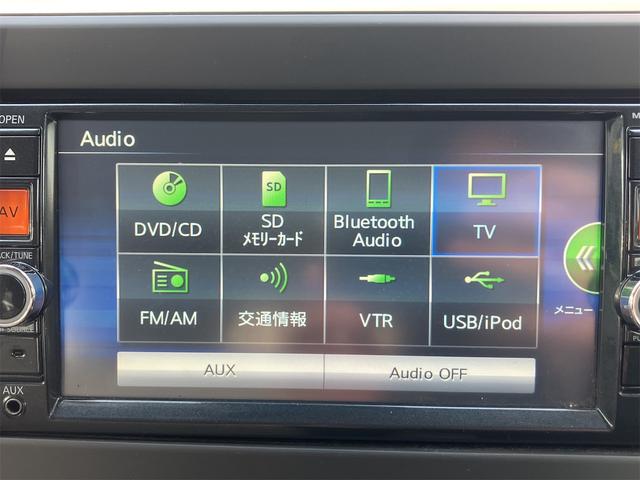 OPEN
Audio
DVD/CD
SD
SD
メモリーカード
Bluetooth
Audio
TV
FM/AM
交通情報
VTR
USB/iPod
メニュー
AUX
Audio OFF
AUX